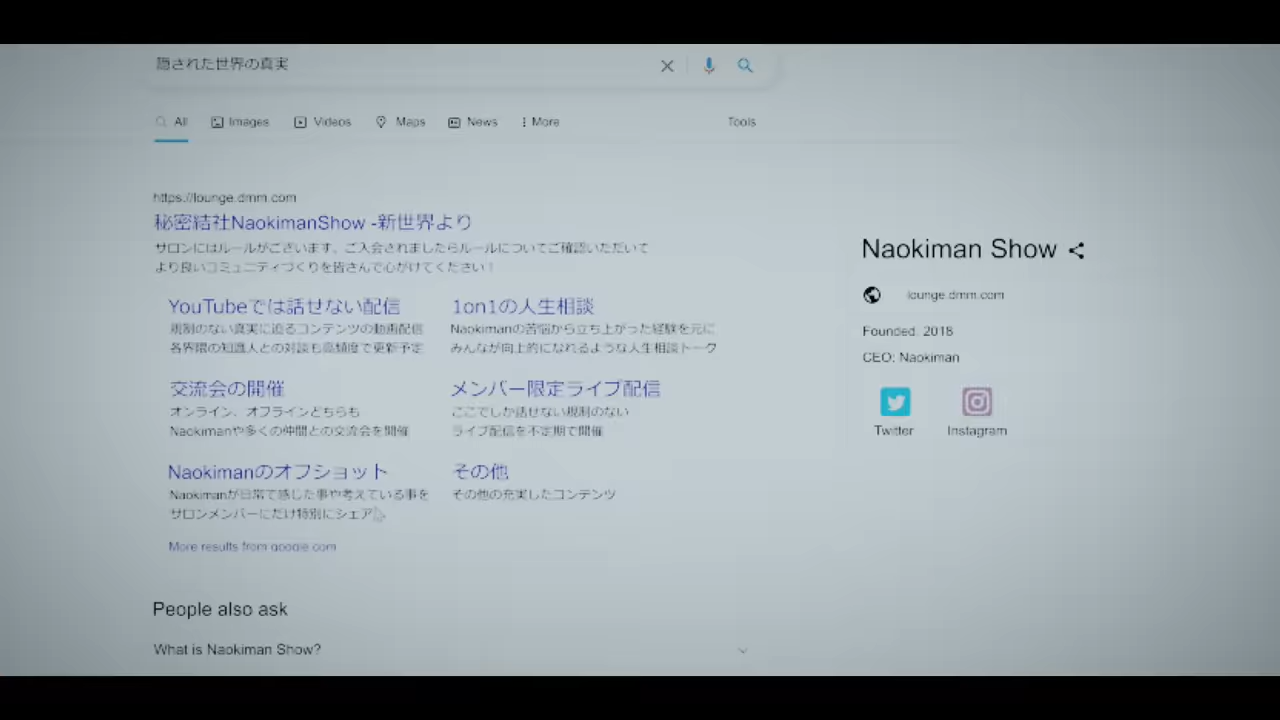 隠された世界の真実
All Images Videos Maps News More Tools
https://lounge.dmm.com
秘密結社NaokimanShow -新世界より
サロンにはルールがございます。ご入会されましたらルールについてご確認いただいて
より良いコミュニティづくりを皆さんで心がけてください！
YouTubeでは話せない配信
規制のない真実に迫るコンテンツの動画配信
各界隈の知識人との対談も高頻度で更新予定
1on1の人生相談
Naokimanの苦悩から立ち上がった経験を元に
みんなが向上的になれるような人生相談トーク
交流会の開催
オンライン、オフラインどちらも
Naokimanや多くの仲間との交流会を開催
メンバー限定ライブ配信
ここでしか話せない規制のない
ライブ配信を不定期で開催
Naokimanのオフショット
Naokimanが日常で感じた事や考えている事を
サロンメンバーにだけ特別にシェア
その他
その他の充実したコンテンツ
More results from google.com
People also ask
What is Naokiman Show?
Naokiman Show
lounge.dmm.com
Founded: 2018
CEO: Naokiman
Twitter Instagram